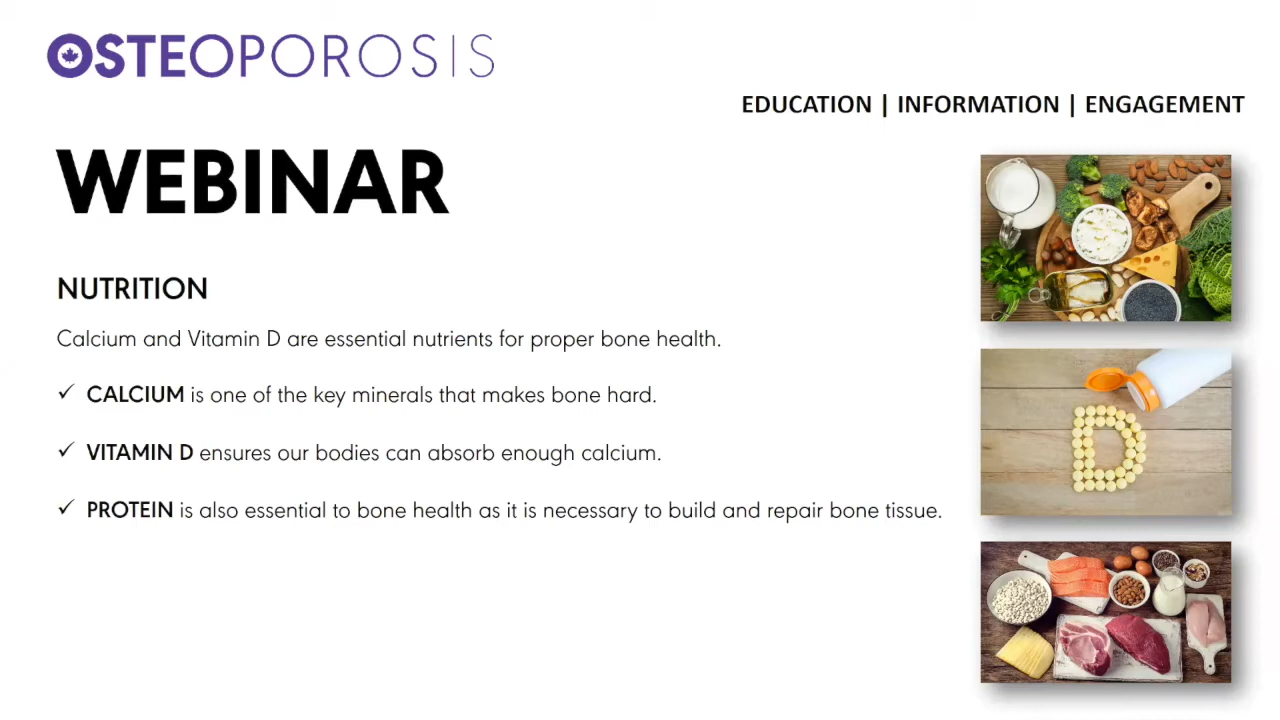 OSTEOPOROSIS
EDUCATION | INFORMATION | ENGAGEMENT
WEBINAR
NUTRITION
Calcium and Vitamin D are essential nutrients for proper bone health.
✓ CALCIUM is one of the key minerals that makes bone hard.
✓ VITAMIN D ensures our bodies can absorb enough calcium.
✓ PROTEIN is also essential to bone health as it is necessary to build and repair bone tissue.
D